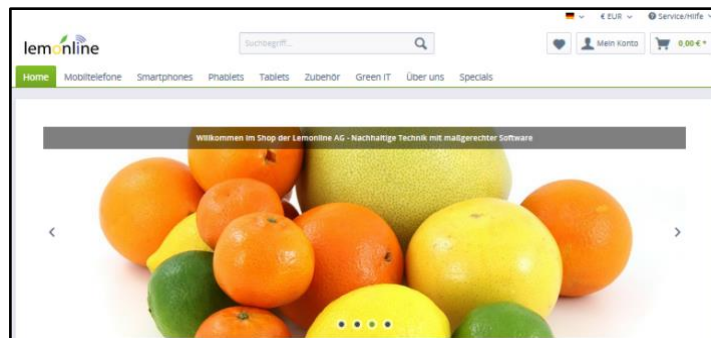 € EUR Service/Hilfe
lemonline
Suchbegriff...
Mein Konto
0,00 € *
Home Mobiltelefone Smartphones Phablets Tablets Zubehör Green IT Über uns Specials
Willkommen im Shop der Lemonline AG - Nachhaltige Technik mit maßgerechter Software